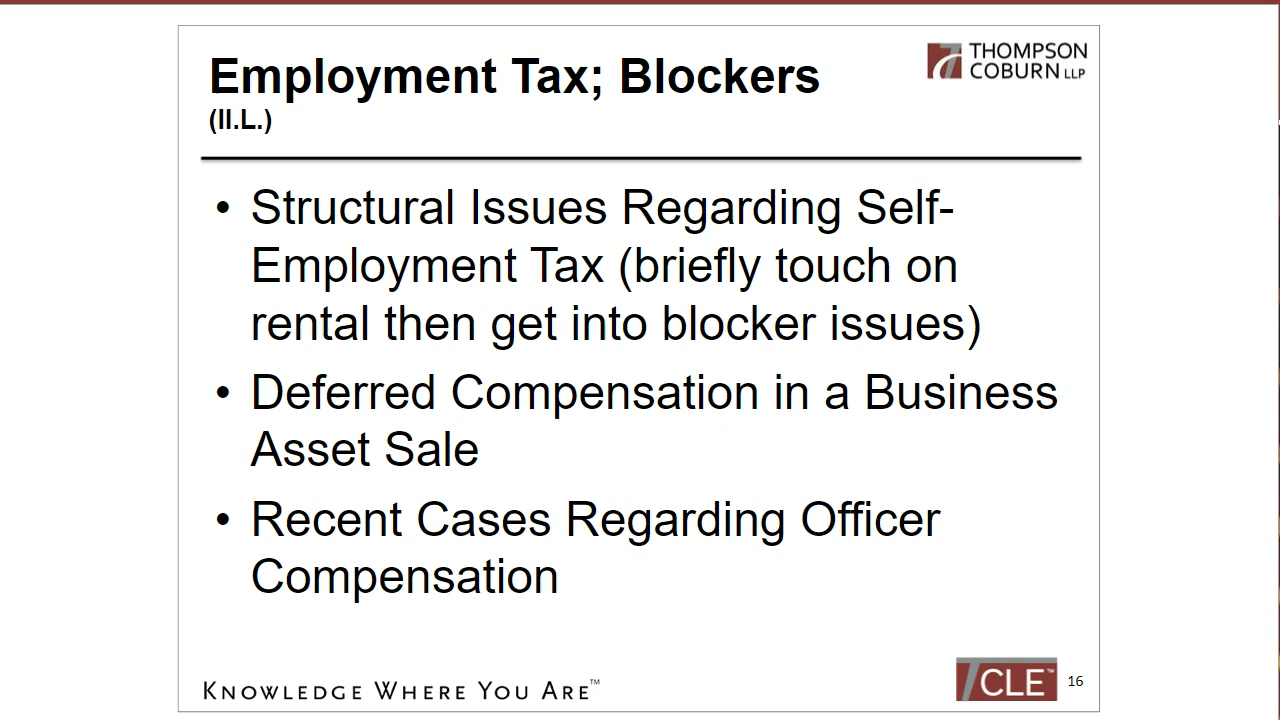 Employment Tax; Blockers
(II.L.)
THOMPSON
COBURN LLP
• Structural Issues Regarding Self-
Employment Tax (briefly touch on
rental then get into blocker issues)
• Deferred Compensation in a Business
Asset Sale
• Recent Cases Regarding Officer
Compensation
KNOWLEDGE WHERE YOU ARE™
CLE™
16